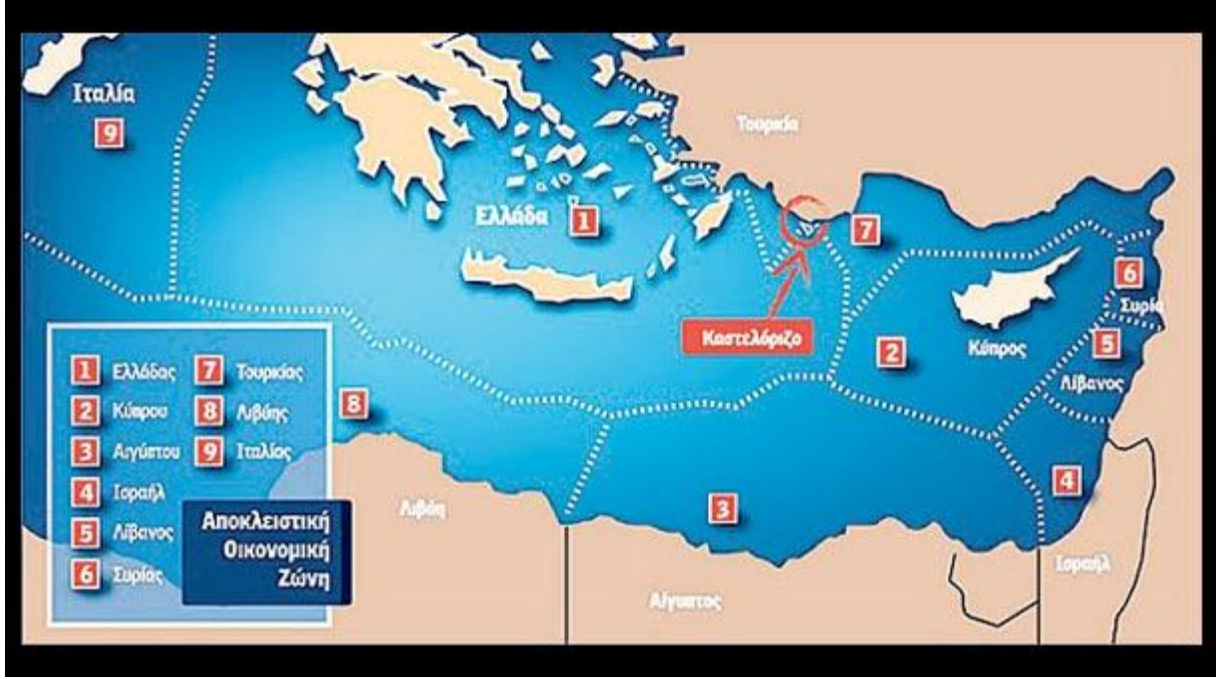 Ιταλία
9
Τουρκία
Ελλάδα
1
7
6
Συρία
Καστελόριζο
2
Κύπρος
5
Λίβανος
1 Ελλάδας
7 Τουρκίας
2 Κύπρου
8 Λιβύης
3 Αιγύπτου
9 Ιταλίας
4 Ισραήλ
5 Λίβανος
6 Συρίας
Αποκλειστική
Οικονομική
Ζώνη
8
Λιβύη
3
4
Ισραήλ
Αίγυπτος